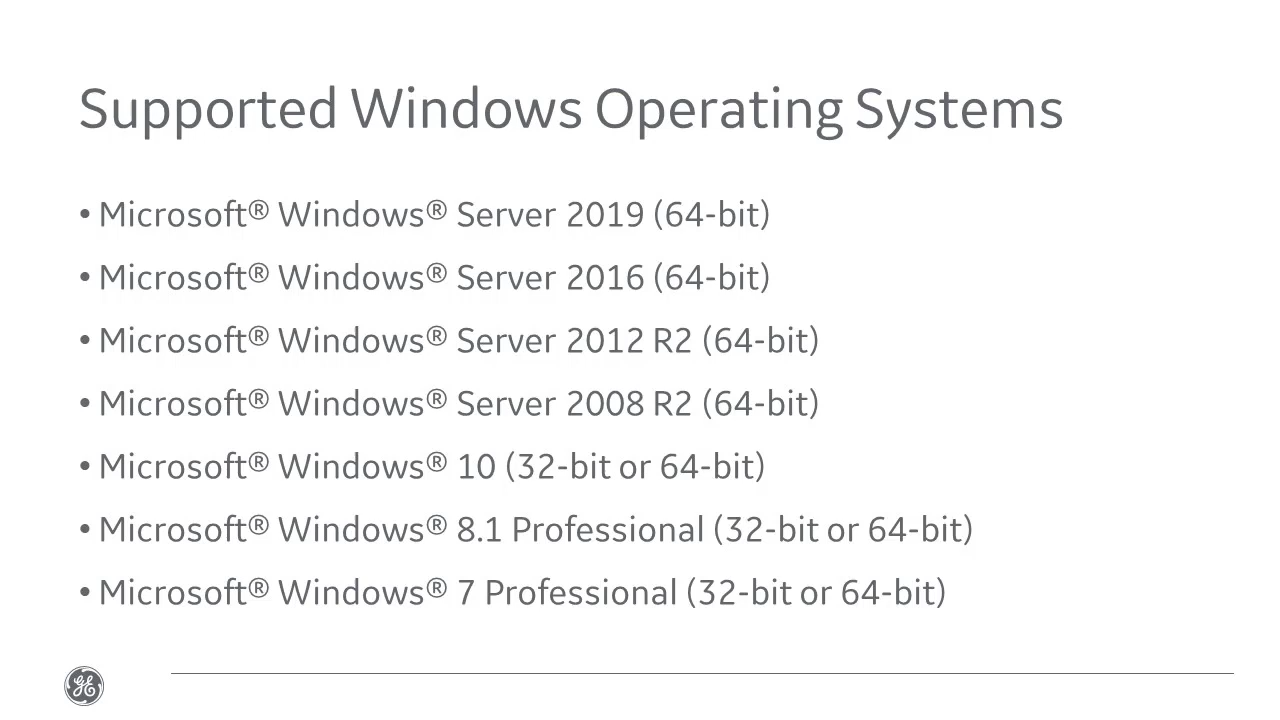 Supported Windows Operating Systems
• Microsoft® Windows® Server 2019 (64-bit)
• Microsoft® Windows® Server 2016 (64-bit)
• Microsoft® Windows® Server 2012 R2 (64-bit)
• Microsoft® Windows® Server 2008 R2 (64-bit)
• Microsoft® Windows® 10 (32-bit or 64-bit)
• Microsoft® Windows® 8.1 Professional (32-bit or 64-bit)
• Microsoft® Windows® 7 Professional (32-bit or 64-bit)
GE